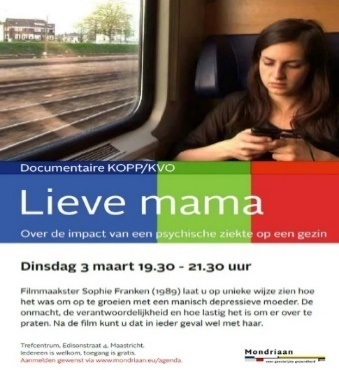 Documentaire KOPP/KVO
Lieve mama
Over de impact van een psychische ziekte op een gezin
Dinsdag 3 maart 19.30 - 21.30 uur
Filmmaakster Sophie Franken (1989) laat u op unieke wijze zien hoe
het was om op te groeien met een manisch depressieve moeder. De
onmacht, de verantwoordelijkheid en hoe lastig het is om er over te
praten. Na de film kunt u dat in ieder geval wel met haar.
Trefcentrum, Edisonstraat 4, Maastricht.
Iedereen is welkom, toegang is gratis.
Aanmelden gewenst via www.mondriaan.eu/agenda
Mondriaan
voor geestelijke gezondheid